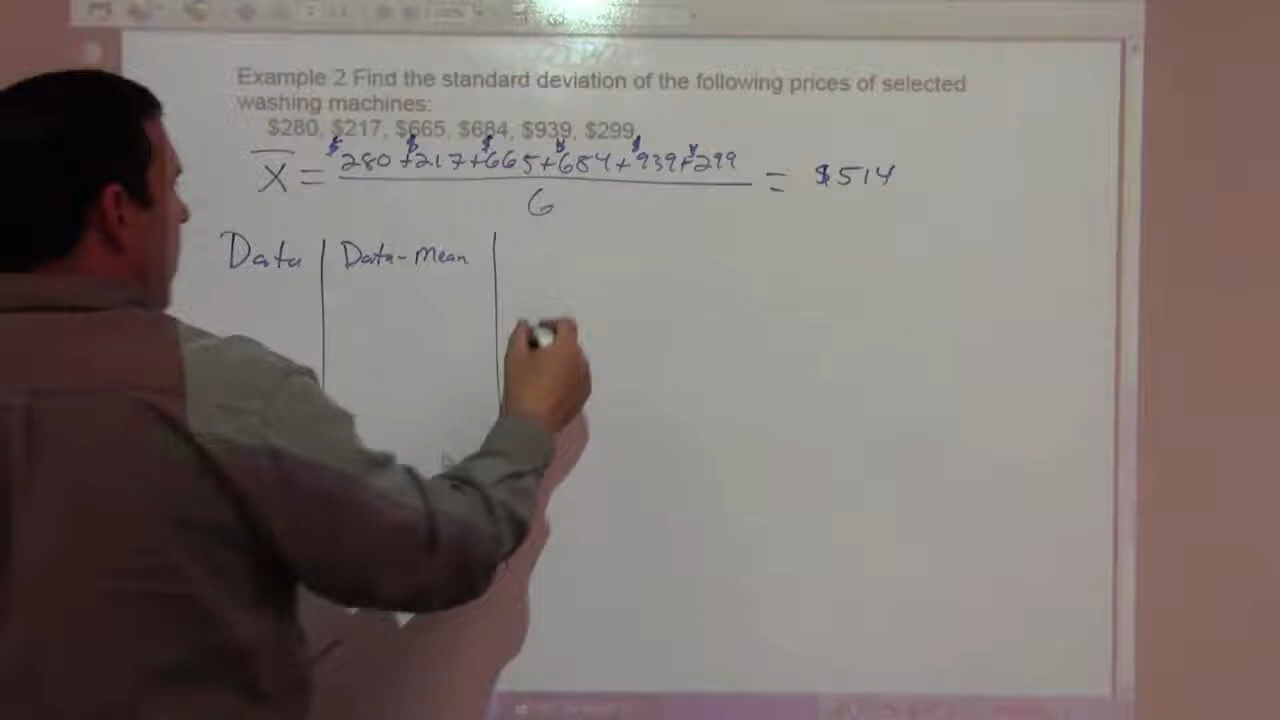 Example 2 Find the standard deviation of the following prices of selected
washing machines:
$280, $217, $665, $684, $939, $299
X̄ = $280 + $217 + $665 + $684 + $939 + $299 / 6 = $514
Data | Data - Mean |